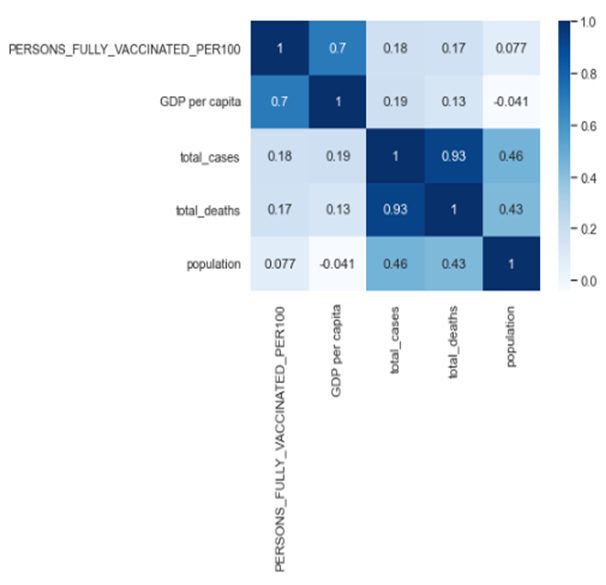 PERSONS_FULLY_VACCINATED_PER100 1 0.7 0.18 0.17 0.077
GDP per capita 0.7 1 0.19 0.13 -0.041
total_cases 0.18 0.19 1 0.93 0.46
total_deaths 0.17 0.13 0.93 1 0.43
population 0.077 -0.041 0.46 0.43 1
PERSONS_FULLY_VACCINATED_PER100
GDP per capita
total_cases
total_deaths
population
1.0
0.8
0.6
0.4
0.2
0.0